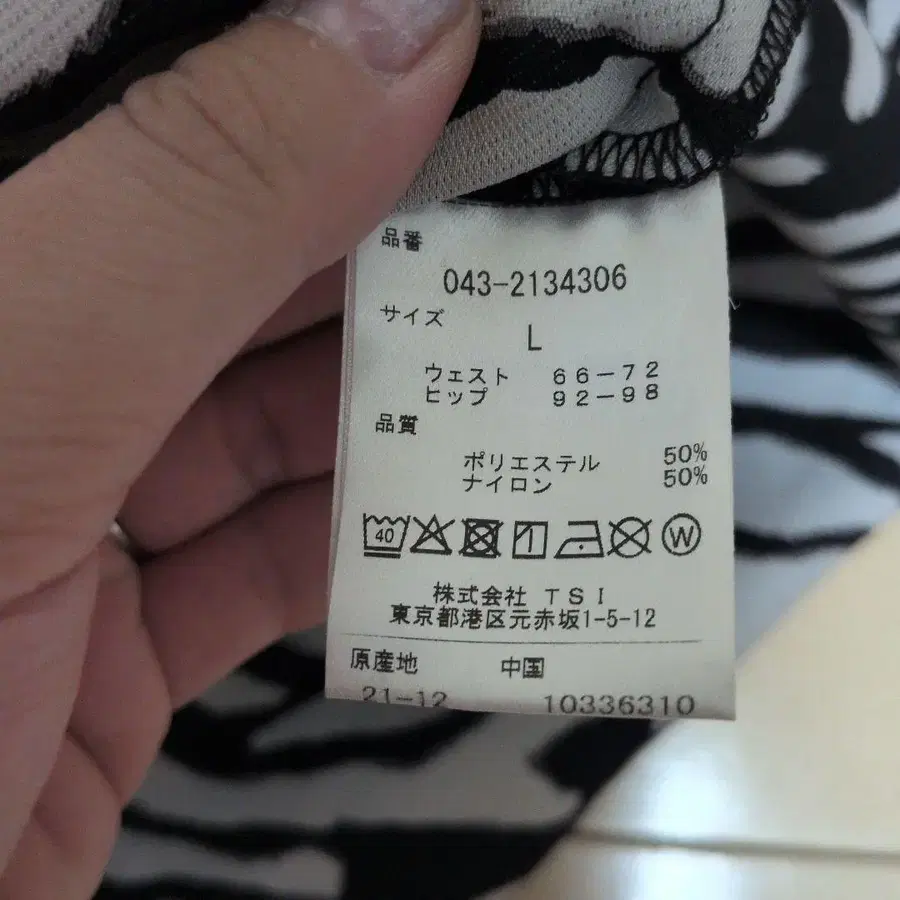 品番
043-2134306
サイズ
L
ウェスト 66-72
ヒップ 92-98
品質
ポリエステル 50%
ナイロン 50%
40
W
株式会社 TSI
東京都港区元赤坂1-5-12
原産地 中国
21-12 10336310